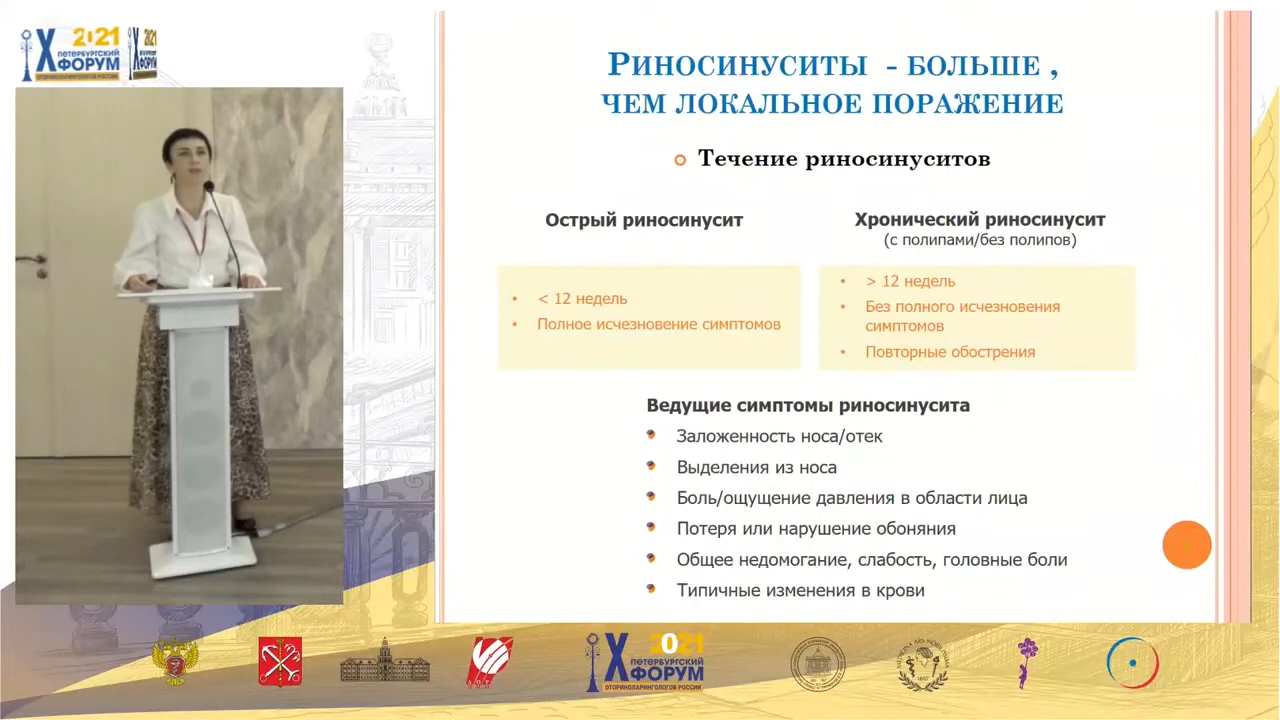 X 2021
ПЕТЕРБУРГСКИЙ
ФОРУМ
ОТОРИНОЛАРИНГОЛОГОВ РОССИИ
X 2021
ФОРУМ
Риносинуситы - больше ,
чем локальное поражение
Течение риносинуситов
Острый риносинусит
< 12 недель
Полное исчезновение симптомов
Хронический риносинусит
(с полипами/без полипов)
> 12 недель
Без полного исчезновения
симптомов
Повторные обострения
Ведущие симптомы риносинусита
Заложенность носа/отек
Выделения из носа
Боль/ощущение давления в области лица
Потеря или нарушение обоняния
Общее недомогание, слабость, головные боли
Типичные изменения в крови
X 2021
ПЕТЕРБУРГСКИЙ
ФОРУМ
ОТОРИНОЛАРИНГОЛОГОВ РОССИИ